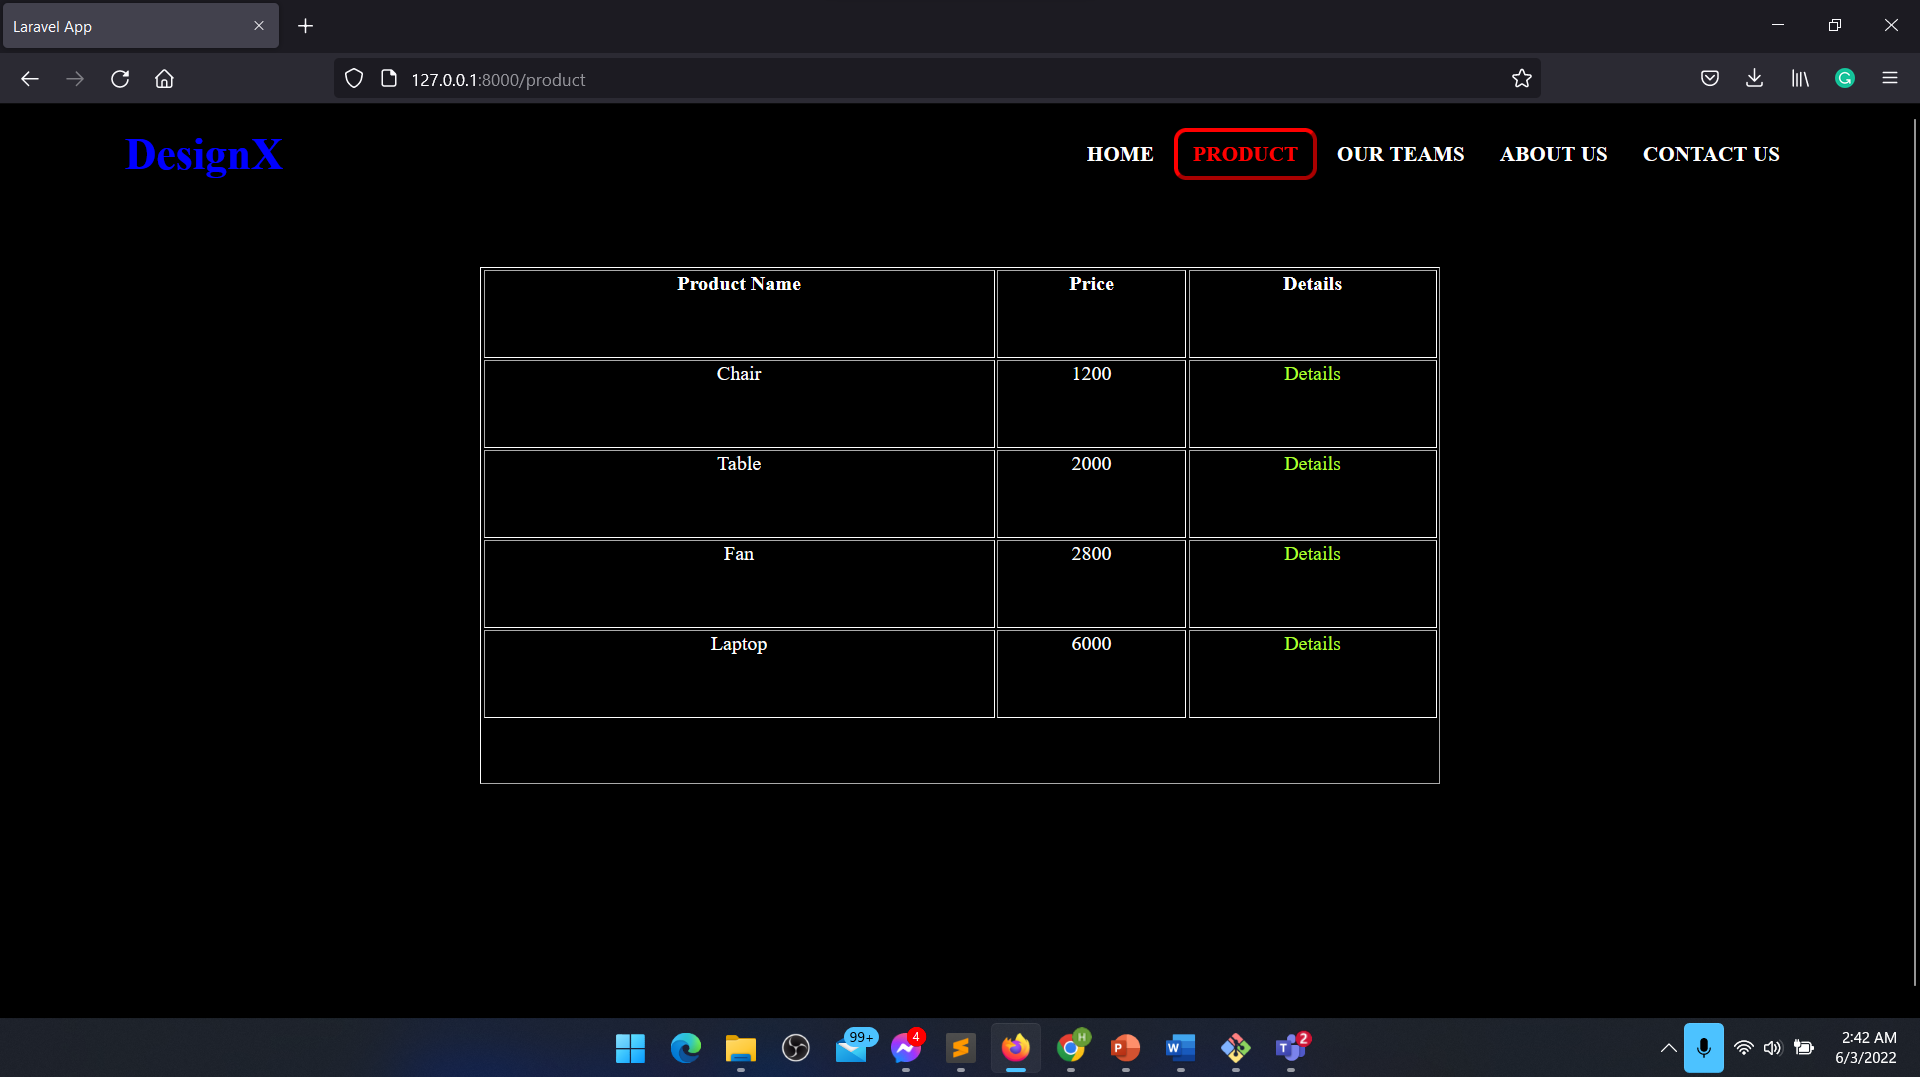 Laravel App
127.0.0.1:8000/product
DesignX
HOME PRODUCT OUR TEAMS ABOUT US CONTACT US
Product Name Price Details
Chair 1200 Details
Table 2000 Details
Fan 2800 Details
Laptop 6000 Details
99+ 4 H P W T 2
2:42 AM
6/3/2022